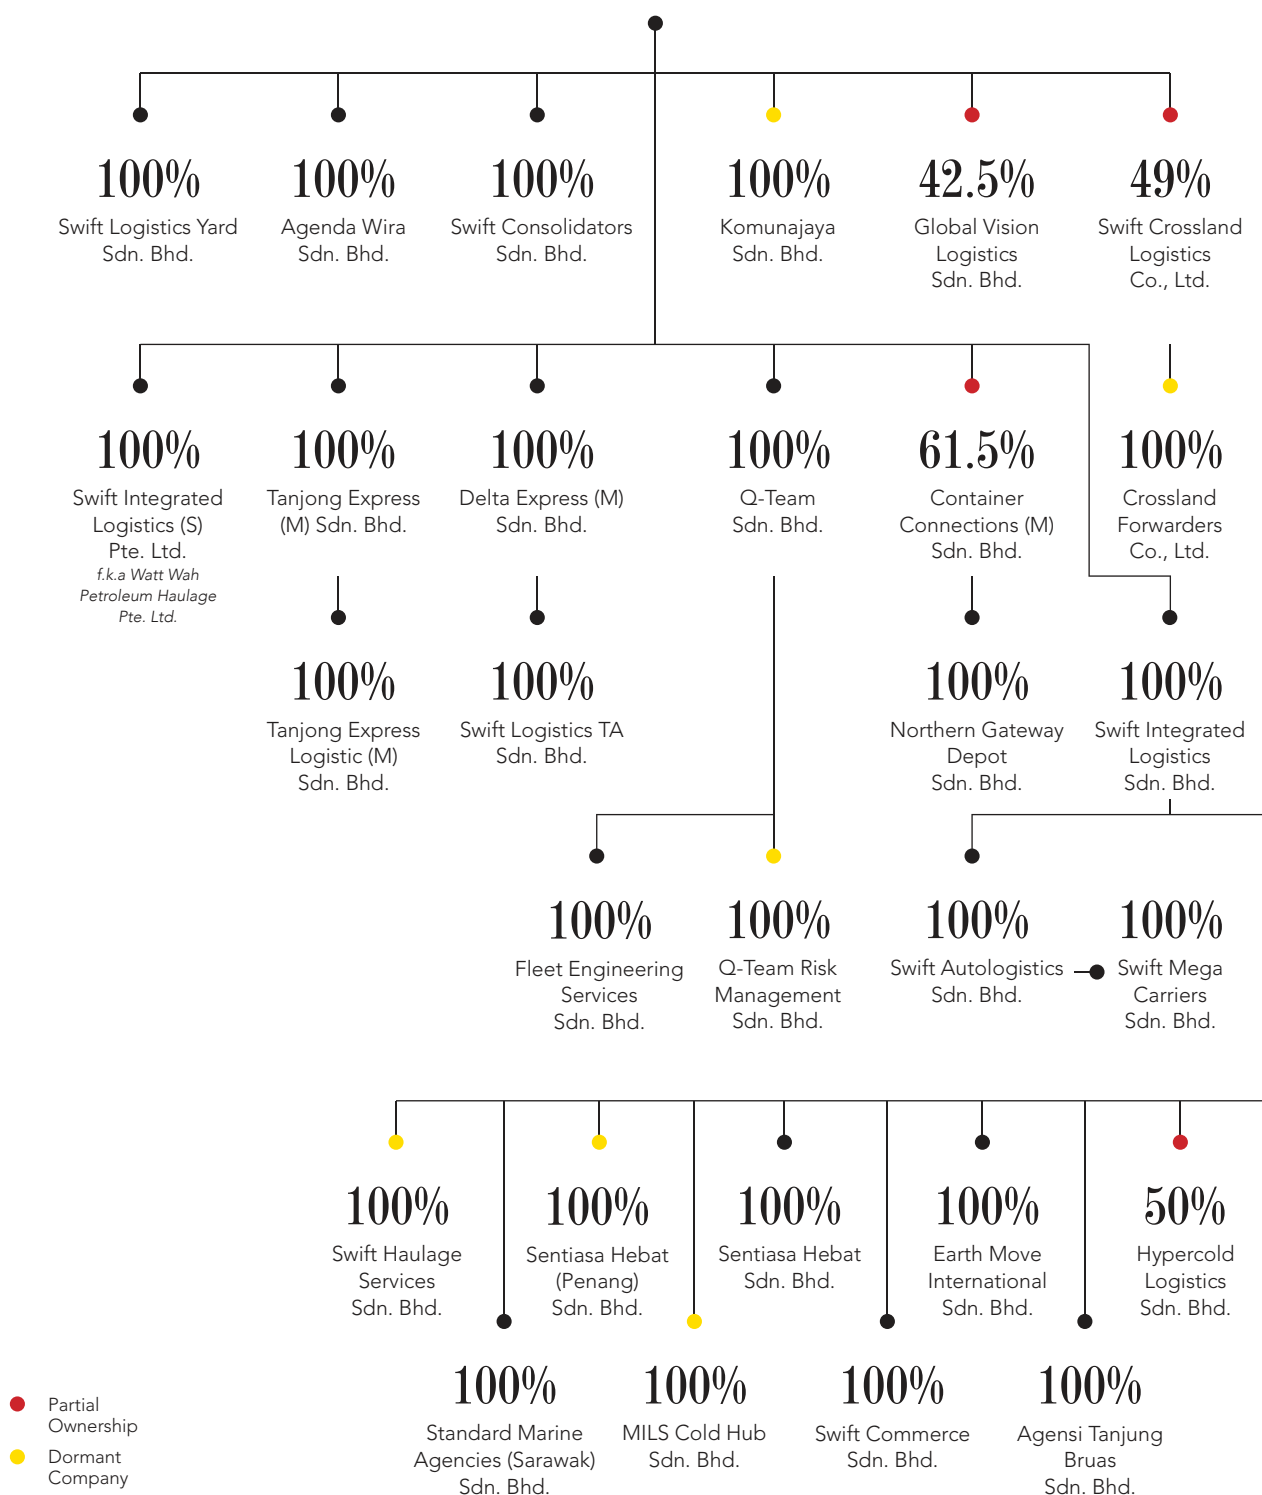 100%
Swift Logistics Yard
Sdn. Bhd.
100%
Agenda Wira
Sdn. Bhd.
100%
Swift Consolidators
Sdn. Bhd.
100%
Komunajaya
Sdn. Bhd.
42.5%
Global Vision
Logistics
Sdn. Bhd.
49%
Swift Crossland
Logistics
Co., Ltd.
100%
Swift Integrated
Logistics (S)
Pte. Ltd.
f.k.a Watt Wah
Petroleum Haulage
Pte. Ltd.
100%
Tanjong Express
(M) Sdn. Bhd.
100%
Delta Express (M)
Sdn. Bhd.
100%
Q-Team
Sdn. Bhd.
61.5%
Container
Connections (M)
Sdn. Bhd.
100%
Crossland
Forwarders
Co., Ltd.
100%
Tanjong Express
Logistic (M)
Sdn. Bhd.
100%
Swift Logistics TA
Sdn. Bhd.
100%
Northern Gateway
Depot
Sdn. Bhd.
100%
Swift Integrated
Logistics
Sdn. Bhd.
100%
Fleet Engineering
Services
Sdn. Bhd.
100%
Q-Team Risk
Management
Sdn. Bhd.
100%
Swift Autologistics
Sdn. Bhd.
100%
Swift Mega
Carriers
Sdn. Bhd.
100%
Swift Haulage
Services
Sdn. Bhd.
100%
Sentiasa Hebat
(Penang)
Sdn. Bhd.
100%
Sentiasa Hebat
Sdn. Bhd.
100%
Earth Move
International
Sdn. Bhd.
50%
Hypercold
Logistics
Sdn. Bhd.
100%
Standard Marine
Agencies (Sarawak)
Sdn. Bhd.
100%
MILS Cold Hub
Sdn. Bhd.
100%
Swift Commerce
Sdn. Bhd.
100%
Agensi Tanjung
Bruas
Sdn. Bhd.
Partial
Ownership
Dormant
Company